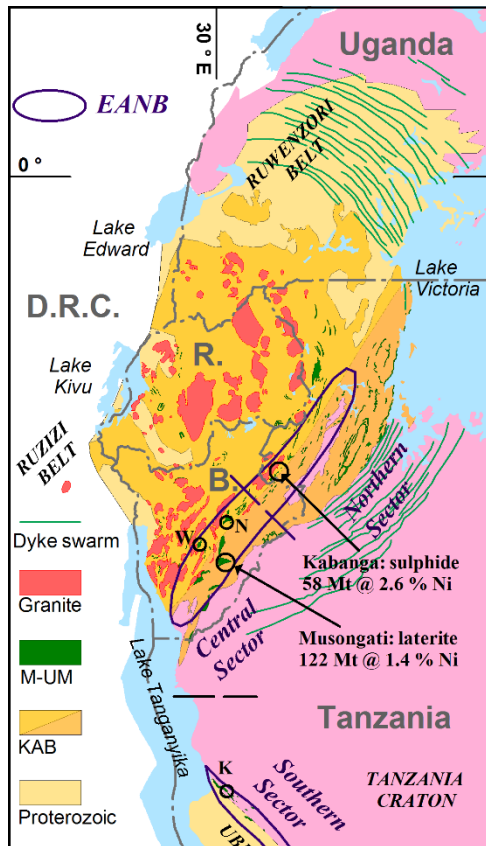 30 ° E
Uganda
EANB
RUWENZORI
BELT
0 °
Lake
Edward
Lake
Victoria
D.R.C.
R.
Lake
Kivu
RUZIZI
BELT
B.
N
W
Northern
Sector
Dyke swarm
Kabanga: sulphide
58 Mt @ 2.6 % Ni
Granite
Musongati: laterite
122 Mt @ 1.4 % Ni
Central
Sector
M-UM
Lake Tanganyika
KAB
Tanzania
K
Southern
Sector
TANZANIA
CRATON
Proterozoic